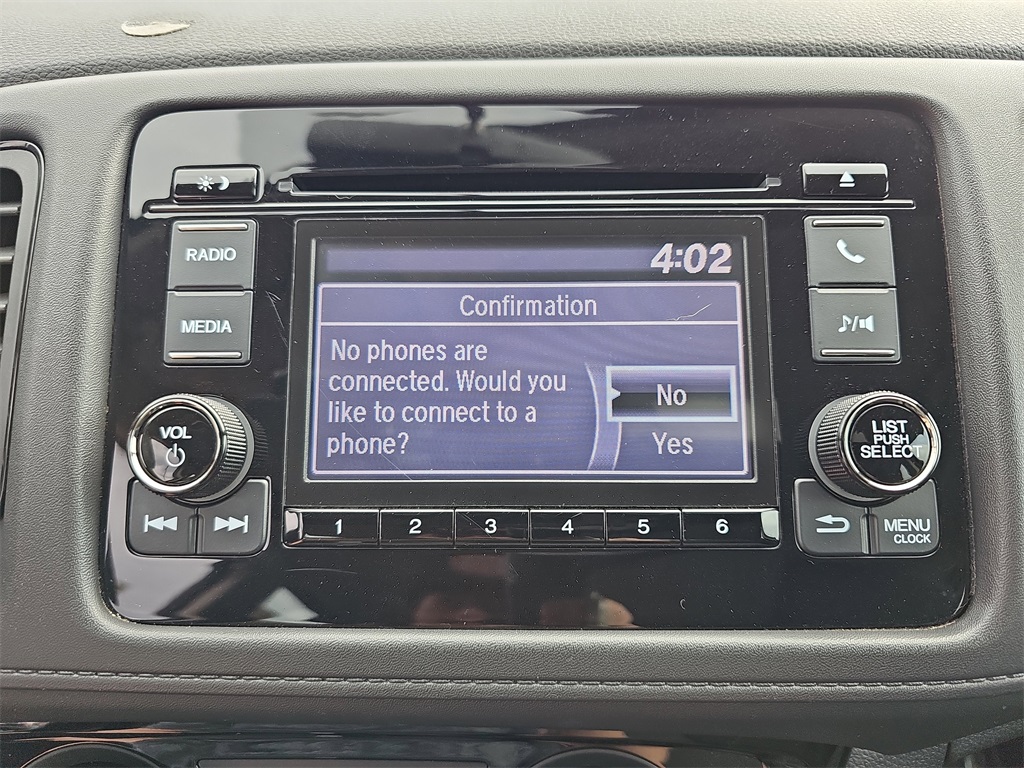 4:02
RADIO
MEDIA
Confirmation
No phones are
connected. Would you
like to connect to a
phone?
No
Yes
VOL
LIST
PUSH
SELECT
1 2 3 4 5 6
MENU
CLOCK